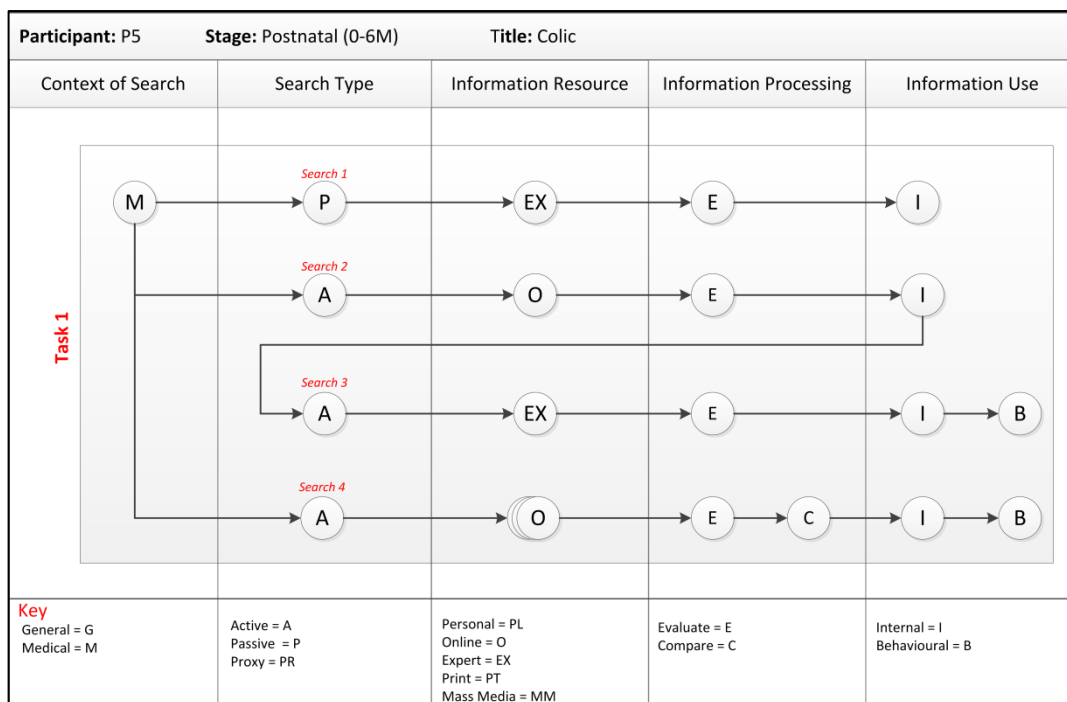 Participant: P5 Stage: Postnatal (0-6M) Title: Colic
Context of Search Search Type Information Resource Information Processing Information Use
Task 1
Search 1
M P EX E I
Search 2
A O E I
Search 3
A EX E I B
Search 4
A O E C I B
Key
General = G
Medical = M
Active = A
Passive = P
Proxy = PR
Personal = PL
Online = O
Expert = EX
Print = PT
Mass Media = MM
Evaluate = E
Compare = C
Internal = I
Behavioural = B